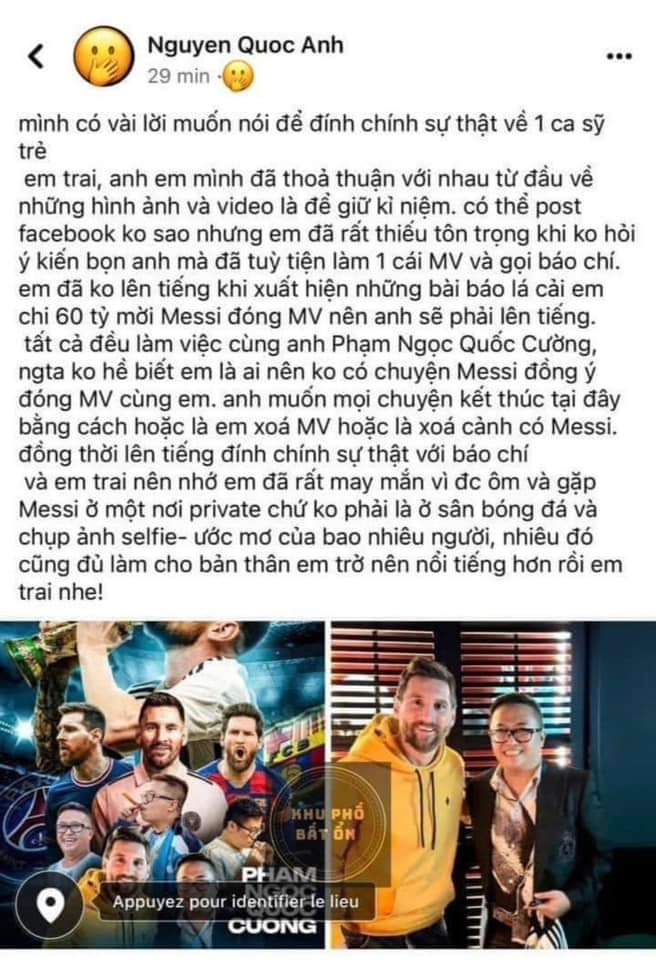 Nguyen Quoc Anh
29 min ·
mình có vài lời muốn nói để đính chính sự thật về 1 ca sỹ
trẻ
em trai, anh em mình đã thoả thuận với nhau từ đầu về
những hình ảnh và video là để giữ kỉ niệm. có thể post
facebook ko sao nhưng em đã rất thiếu tôn trọng khi ko hỏi
ý kiến bọn anh mà đã tuỳ tiện làm 1 cái MV và gọi báo chí.
em đã ko lên tiếng khi xuất hiện những bài báo lá cải em
chi 60 tỷ mời Messi đóng MV nên anh sẽ phải lên tiếng.
tất cả đều làm việc cùng anh Phạm Ngọc Quốc Cường,
ngta ko hề biết em là ai nên ko có chuyện Messi đồng ý
đóng MV cùng em. anh muốn mọi chuyện kết thúc tại đây
bằng cách hoặc là em xoá MV hoặc là xoá cảnh có Messi.
đồng thời lên tiếng đính chính sự thật với báo chí
và em trai nên nhớ em đã rất may mắn vì đc ôm và gặp
Messi ở một nơi private chứ ko phải là ở sân bóng đá và
chụp ảnh selfie- ước mơ của bao nhiêu người, nhiêu đó
cũng đủ làm cho bản thân em trở nên nổi tiếng hơn rồi em
trai nhe!
KHU PHỐ
BẤT ỔN
PHAM
NGOC
QUOC
CUONG
Appuyez pour identifier le lieu